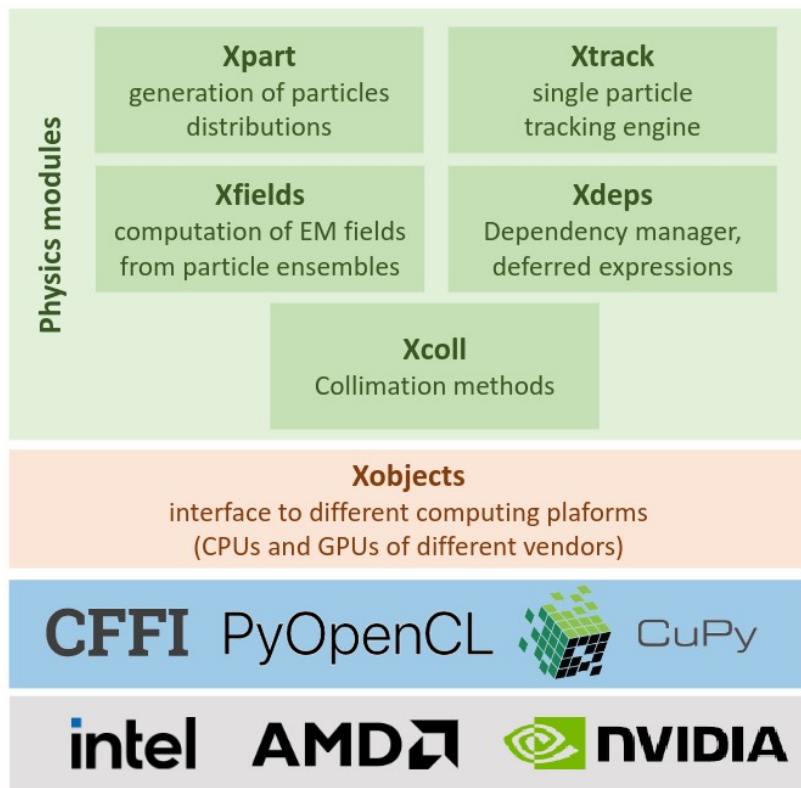 Physics modules
Xpart
generation of particles
distributions
Xtrack
single particle
tracking engine
Xfields
computation of EM fields
from particle ensembles
Xdeps
Dependency manager,
deferred expressions
Xcoll
Collimation methods
Xobjects
interface to different computing plaforms
(CPUs and GPUs of different vendors)
CFFI PyOpenCL CuPy
intel AMD NVIDIA